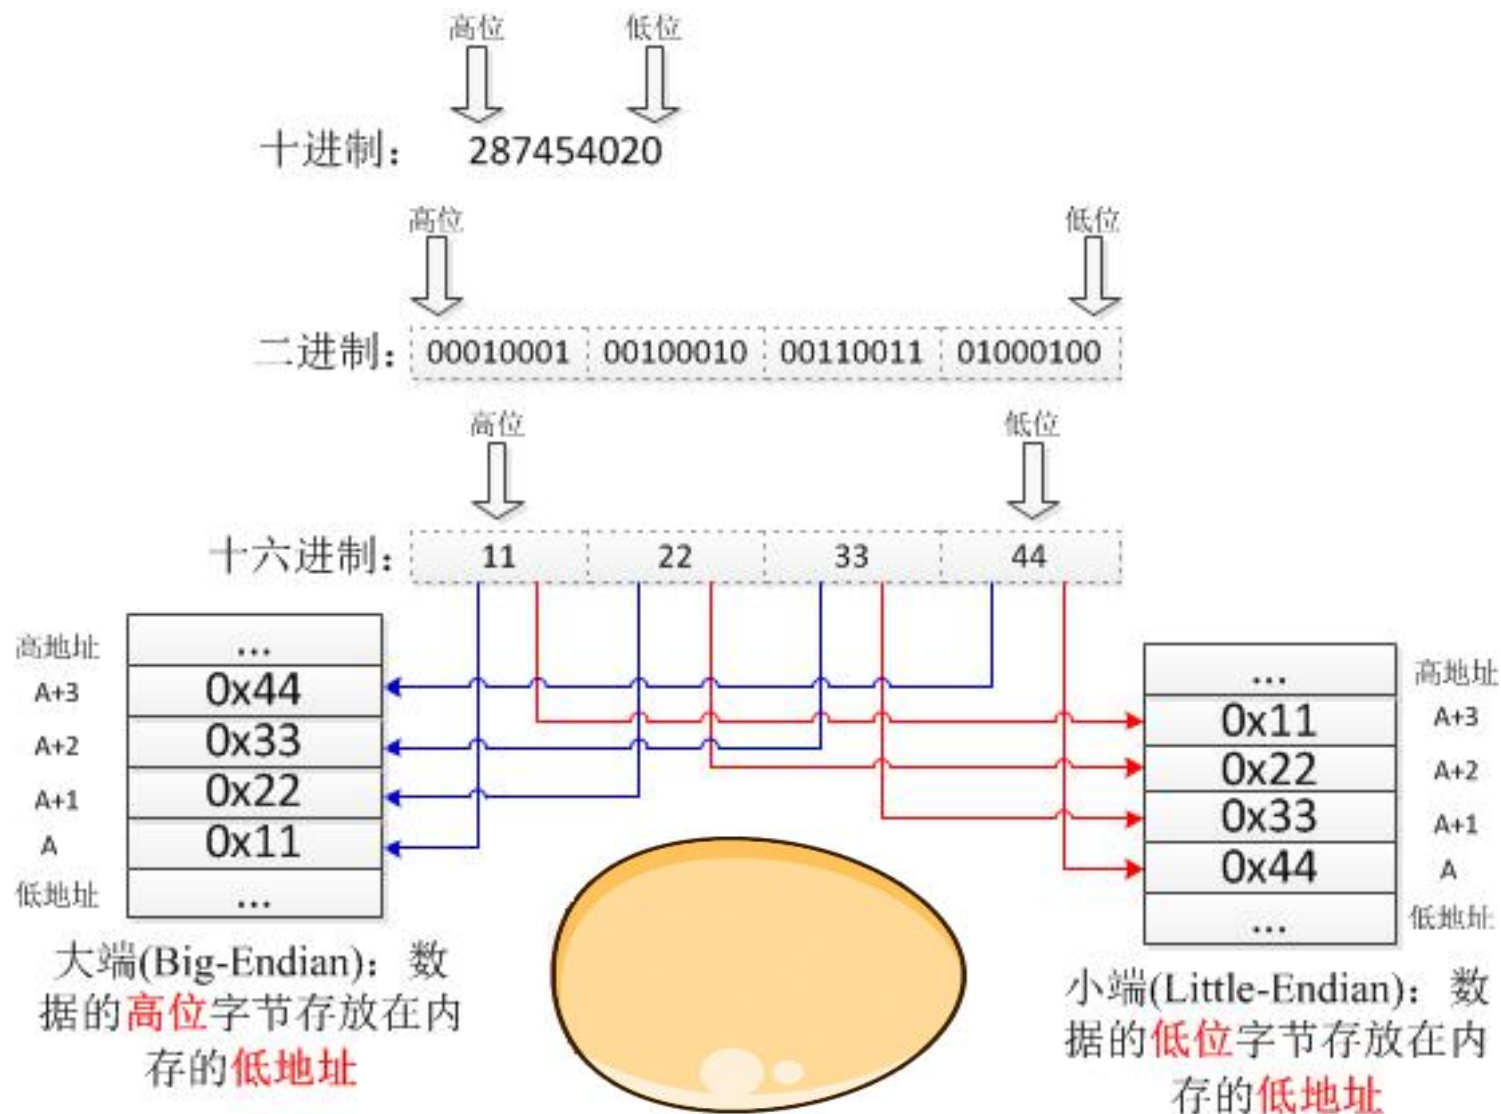 高位 低位
十进制： 287454020
高位 低位
二进制： 00010001 00100010 00110011 01000100
高位 低位
十六进制： 11 22 33 44
高地址 ...
A+3 0x44
A+2 0x33
A+1 0x22
A 0x11
低地址 ...
大端(Big-Endian)：数
据的高位字节存放在内
存的低地址
... 高地址
0x11 A+3
0x22 A+2
0x33 A+1
0x44 A
... 低地址
小端(Little-Endian)：数
据的低位字节存放在内
存的低地址